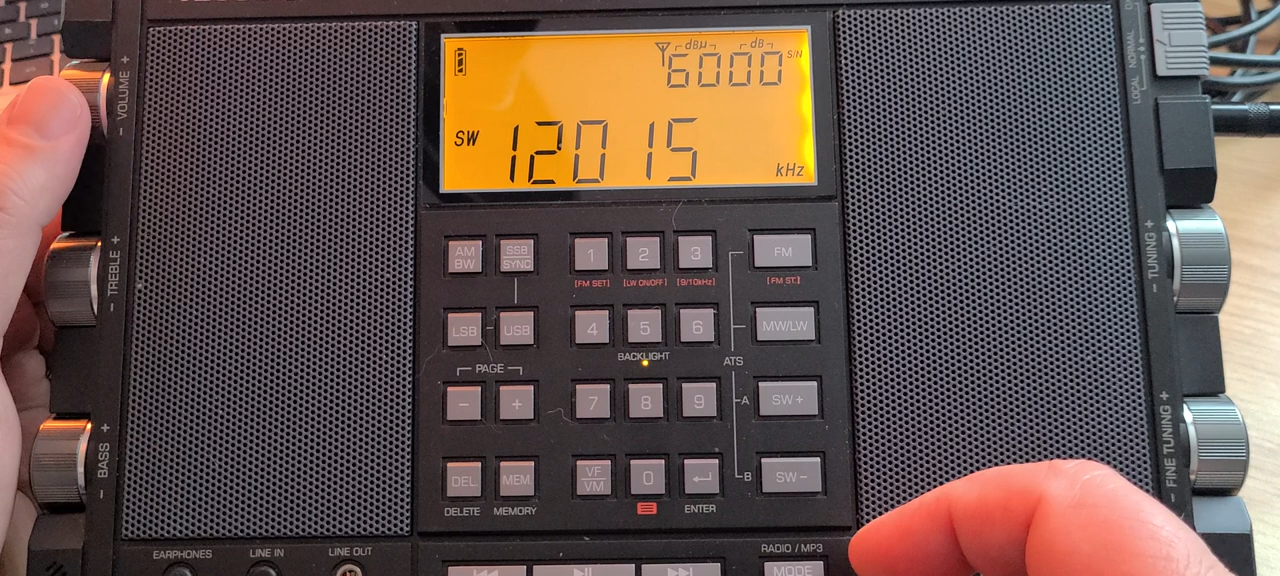 dBµ dB
6000 S/N
SW 12015 kHz
- VOLUME +
- TREBLE +
- BASS +
LOCAL NORMAL
- TUNING +
- FINE TUNING +
AM BW
SSB SYNC
1 2 3
FM
[FM SET] [LW ON/OFF] [9/10kHz]
[FM ST.]
LSB USB
4 5 6
MW/LW
BACKLIGHT
ATS
PAGE
- +
7 8 9
A
SW +
DEL MEM.
VF VM
0
B
SW -
DELETE MEMORY
ENTER
EARPHONES LINE IN LINE OUT
RADIO / MP3
MODE